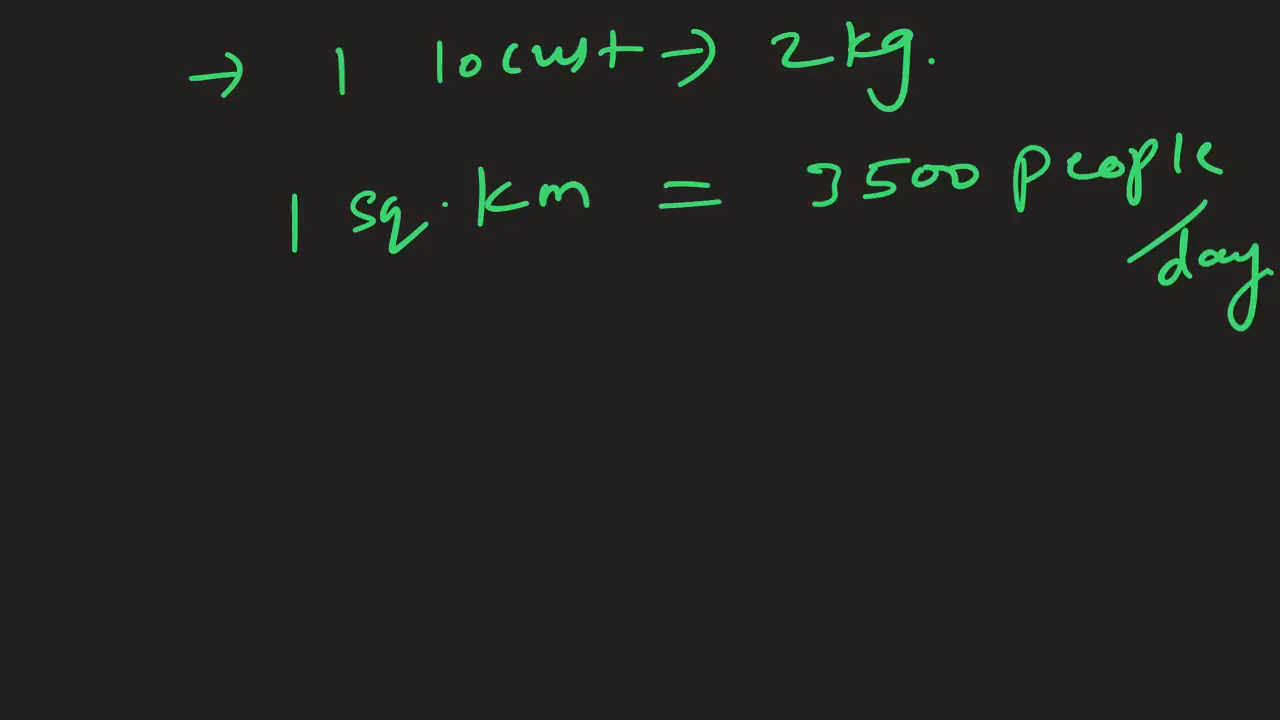 → 1 locust → 2kg.
1 sq. km = 3500 people
/day.